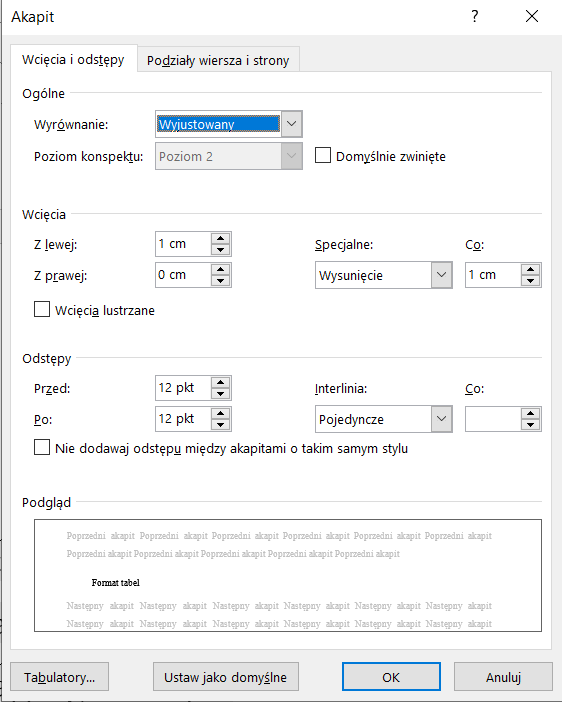 Akapit
Wcięcia i odstępy Podziały wiersza i strony
Ogólne
Wyrównanie: Wyjustowany
Poziom konspektu: Poziom 2 Domyślnie zwinięte
Wcięcia
Z lewej: 1 cm Specjalne: Co:
Z prawej: 0 cm Wysunięcie 1 cm
Wcięcia lustrzane
Odstępy
Przed: 12 pkt Interlinia: Co:
Po: 12 pkt Pojedyncze
Nie dodawaj odstępu między akapitami o takim samym stylu
Podgląd
Poprzedni akapit Poprzedni akapit Poprzedni akapit Poprzedni akapit Poprzedni akapit Poprzedni akapit
Poprzedni akapit Poprzedni akapit Poprzedni akapit Poprzedni akapit Poprzedni akapit
Format tabel
Następny akapit Następny akapit Następny akapit Następny akapit Następny akapit Następny akapit
Następny akapit Następny akapit Następny akapit Następny akapit Następny akapit Następny akapit
Tabulatory... Ustaw jako domyślne OK Anuluj